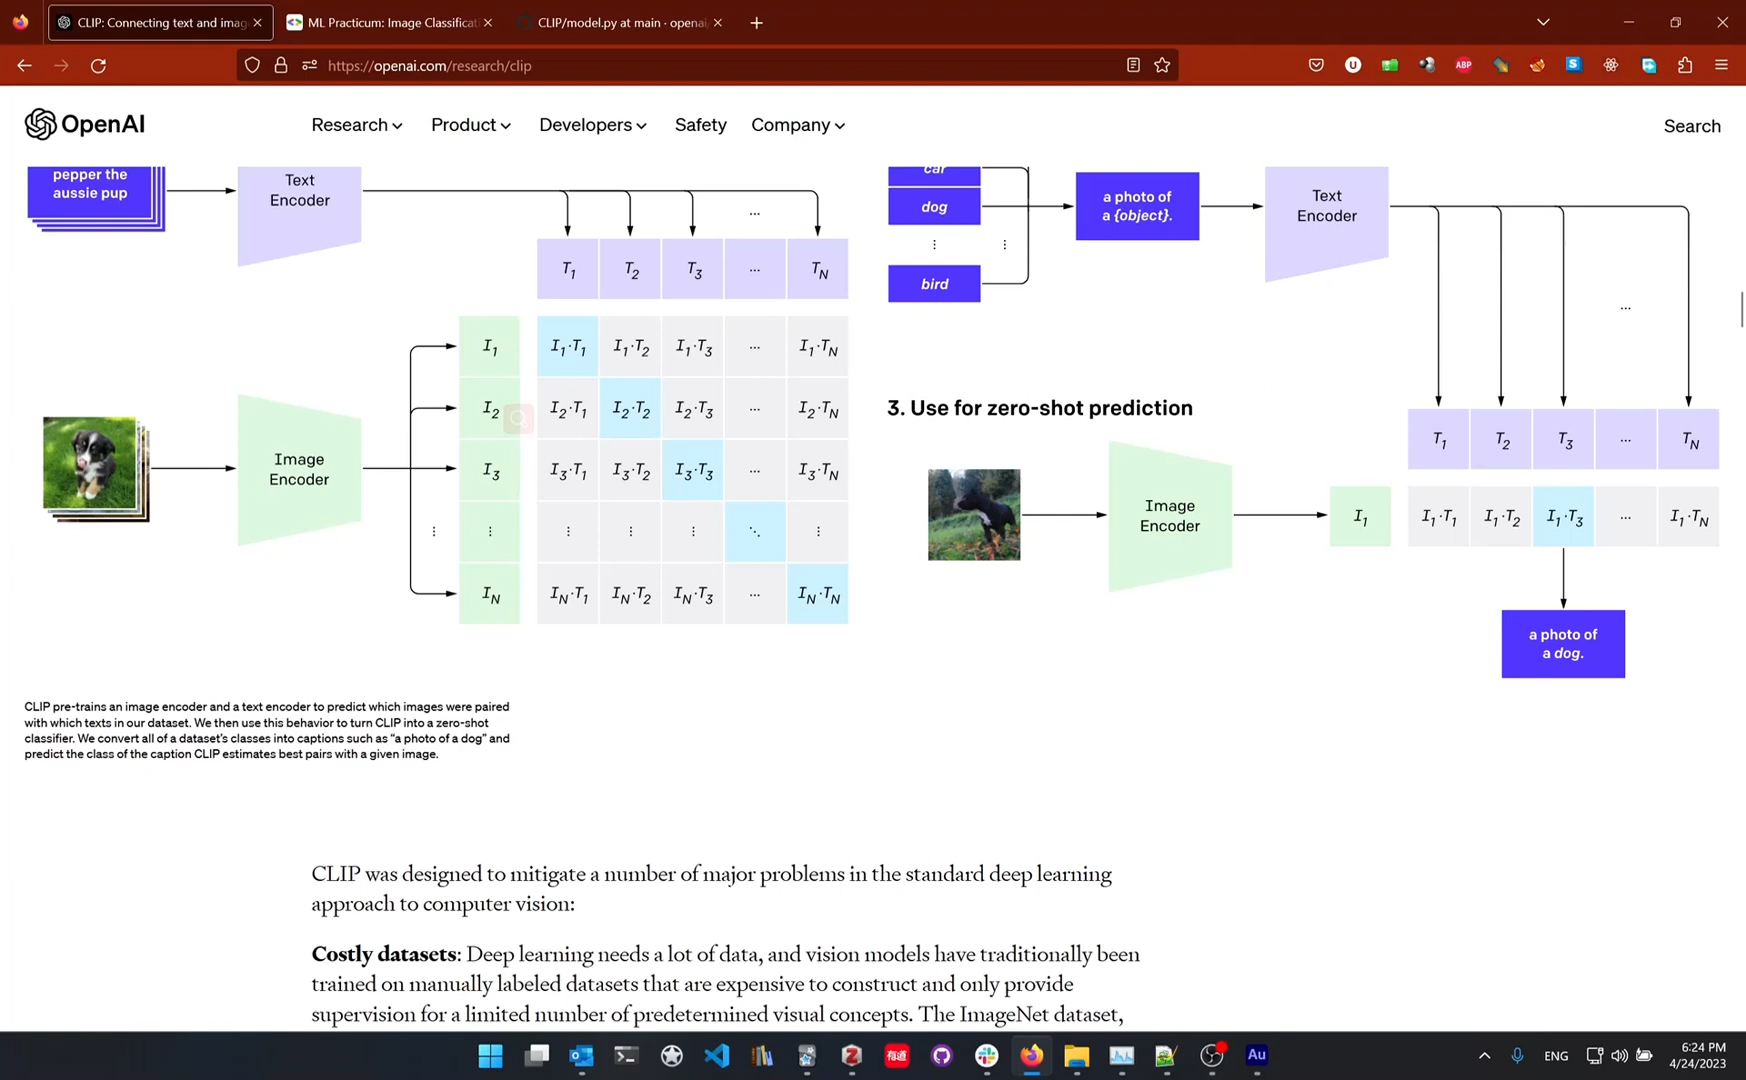 CLIP: Connecting text and imag
ML Practicum: Image Classificat
CLIP/model.py at main · openai
https://openai.com/research/clip
ABP
OpenAI
Research
Product
Developers
Safety
Company
Search
pepper the
aussie pup
Text
Encoder
...
T1 T2 T3 ... TN
Image
Encoder
I1 I1·T1 I1·T2 I1·T3 ... I1·TN
I2 I2·T1 I2·T2 I2·T3 ... I2·TN
I3 I3·T1 I3·T2 I3·T3 ... I3·TN
⋮ ⋮ ⋮ ⋮ ⋮ ⋱ ⋮
IN IN·T1 IN·T2 IN·T3 ... IN·TN
car
dog
⋮ ⋮
bird
a photo of
a {object}.
Text
Encoder
...
3. Use for zero-shot prediction
T1 T2 T3 ... TN
Image
Encoder
I1 I1·T1 I1·T2 I1·T3 ... I1·TN
a photo of
a dog.
CLIP pre-trains an image encoder and a text encoder to predict which images were paired
with which texts in our dataset. We then use this behavior to turn CLIP into a zero-shot
classifier. We convert all of a dataset’s classes into captions such as “a photo of a dog” and
predict the class of the caption CLIP estimates best pairs with a given image.
CLIP was designed to mitigate a number of major problems in the standard deep learning
approach to computer vision:
Costly datasets: Deep learning needs a lot of data, and vision models have traditionally been
trained on manually labeled datasets that are expensive to construct and only provide
supervision for a limited number of predetermined visual concepts. The ImageNet dataset,
有道
Au
ENG
6:24 PM
4/24/2023